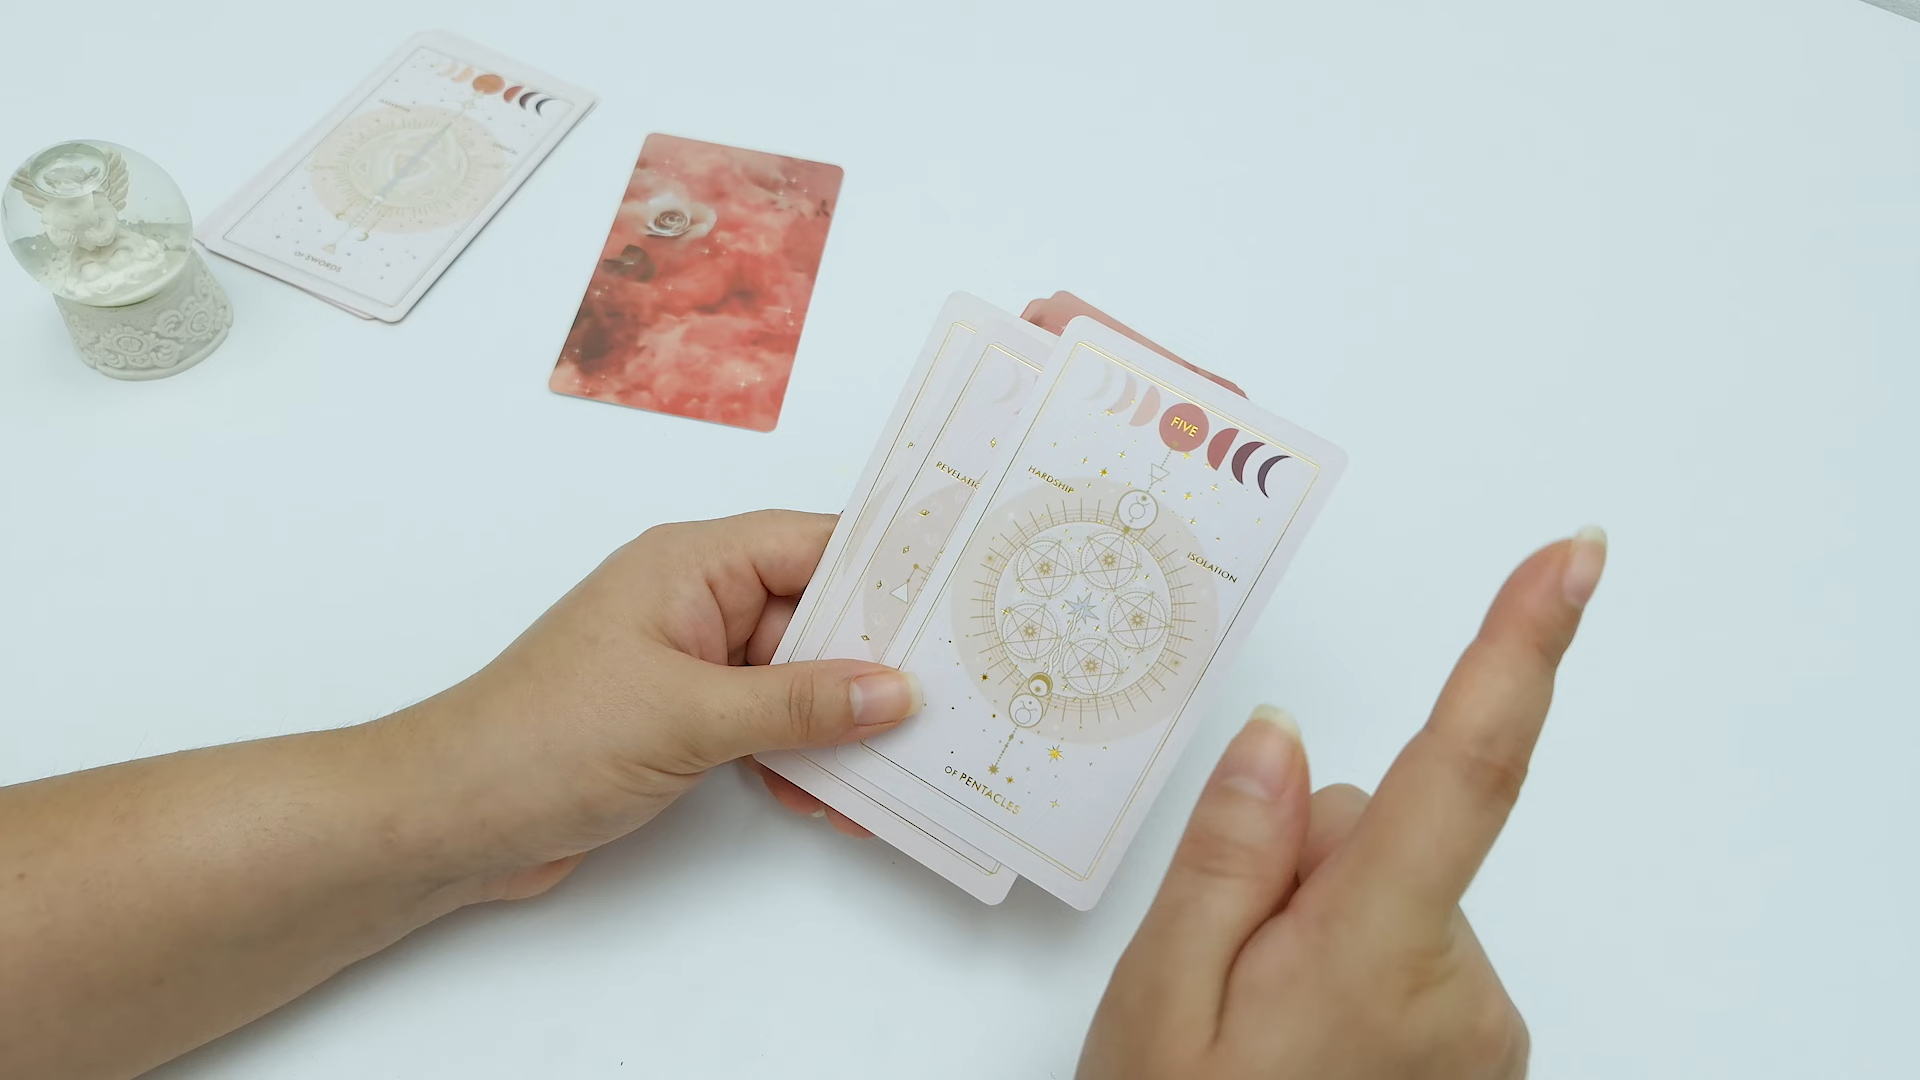 OF SWORDS
REVELATIO
FIVE
HARDSHIP
ISOLATION
OF PENTACLES